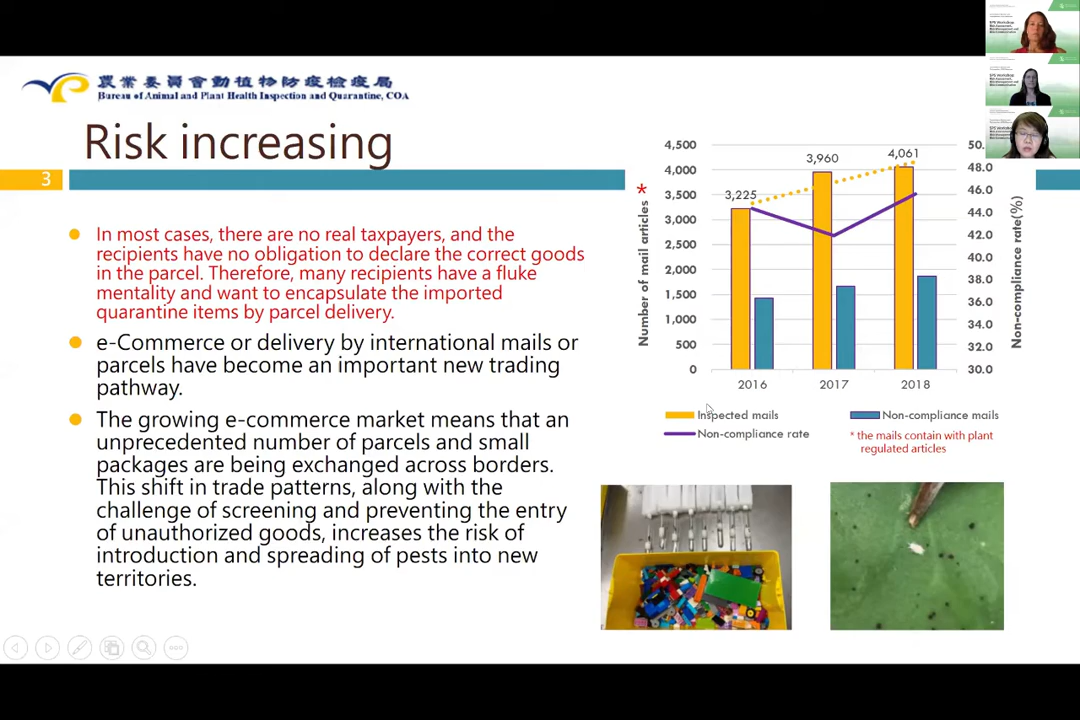 農業委員會動植物防疫檢疫局
Bureau of Animal and Plant Health Inspection and Quarantine, COA
Risk increasing
3
In most cases, there are no real taxpayers, and the
recipients have no obligation to declare the correct goods
in the parcel. Therefore, many recipients have a fluke
mentality and want to encapsulate the imported
quarantine items by parcel delivery.
e-Commerce or delivery by international mails or
parcels have become an important new trading
pathway.
The growing e-commerce market means that an
unprecedented number of parcels and small
packages are being exchanged across borders.
This shift in trade patterns, along with the
challenge of screening and preventing the entry
of unauthorized goods, increases the risk of
introduction and spreading of pests into new
territories.
*
Number of mail articles
4,500
4,000
3,500
3,000
2,500
2,000
1,500
1,000
500
0
3,225
3,960
4,061
2016
2017
2018
50.
48.0
46.0
44.0
42.0
40.0
38.0
36.0
34.0
32.0
30.0
Non-compliance rate(%)
Inspected mails
Non-compliance mails
Non-compliance rate
* the mails contain with plant
regulated articles
SPS Workshop
SPS Workshop
SPS Workshop